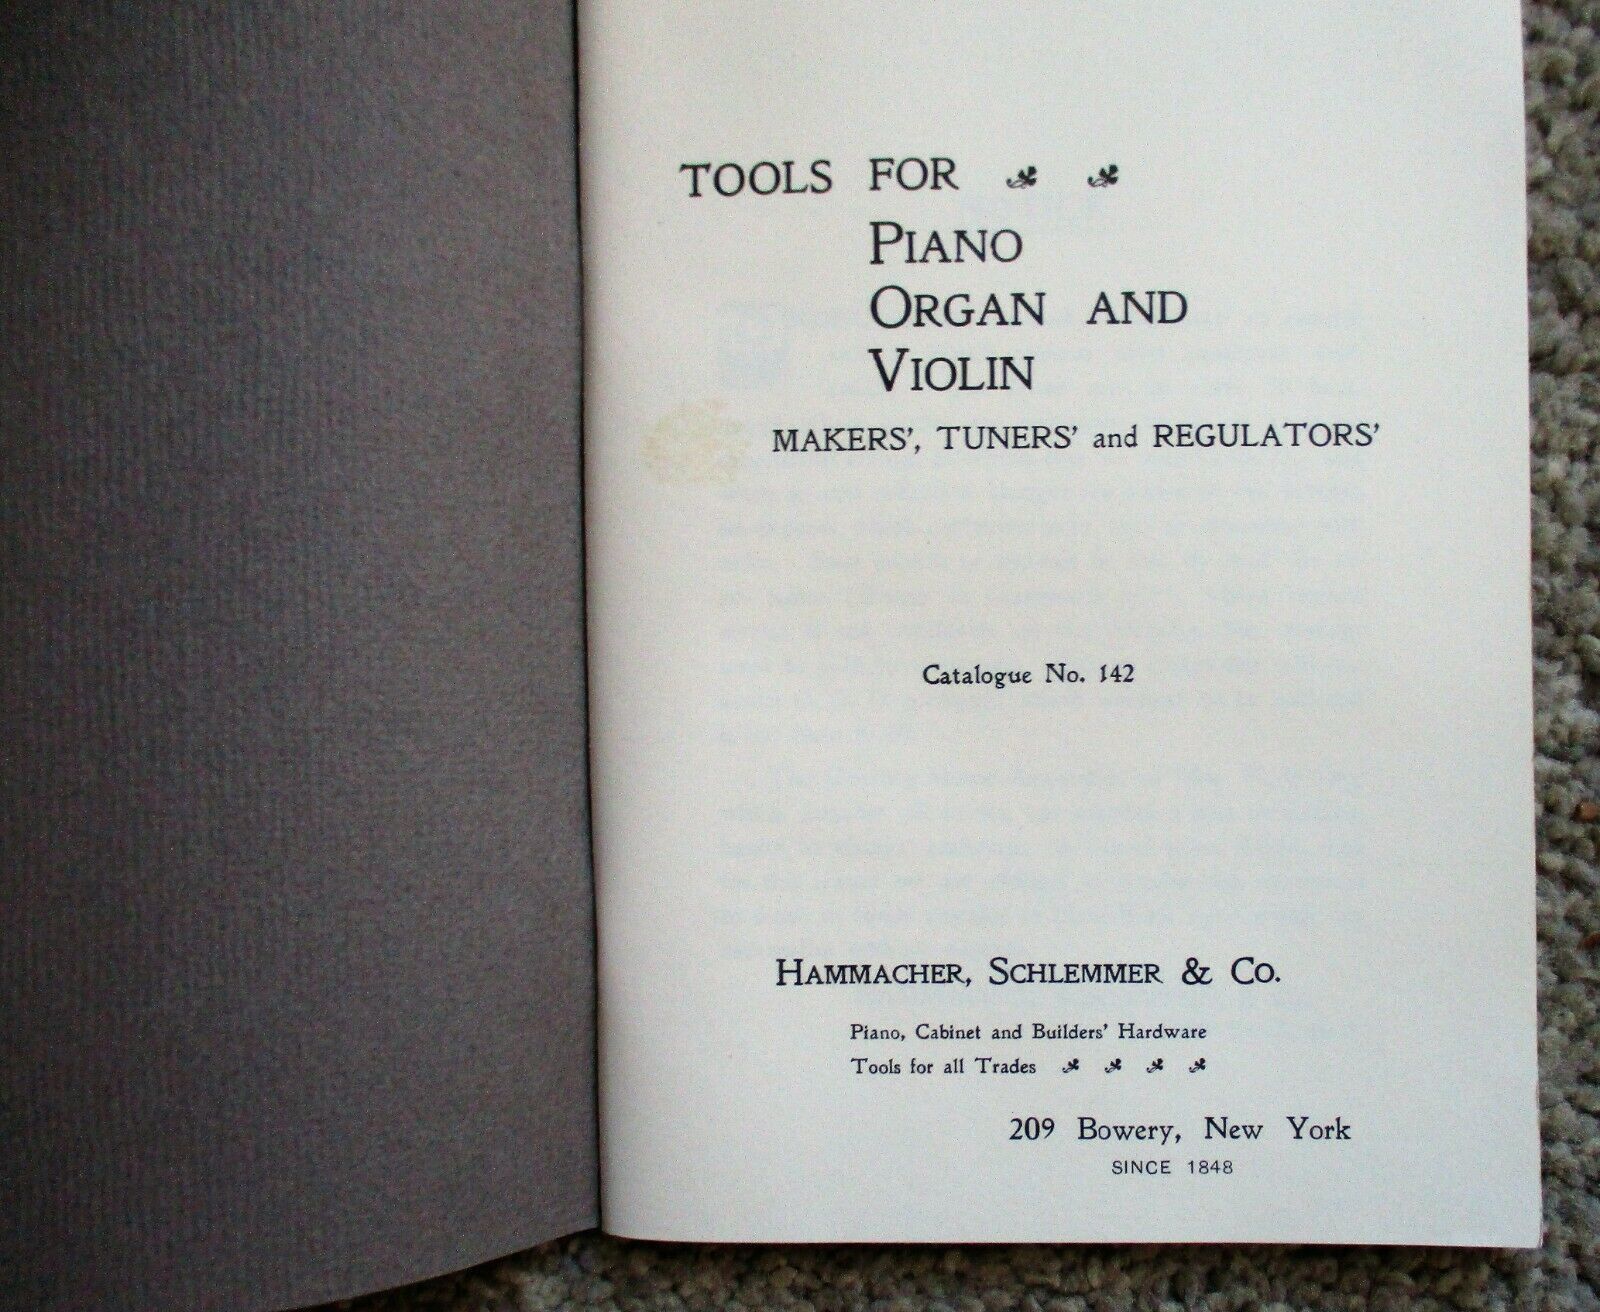 TOOLS FOR
PIANO
ORGAN AND
VIOLIN
MAKERS', TUNERS' and REGULATORS'
Catalogue No. 142
HAMMACHER, SCHLEMMER & CO.
Piano, Cabinet and Builders' Hardware
Tools for all Trades
209 Bowery, New York
SINCE 1848